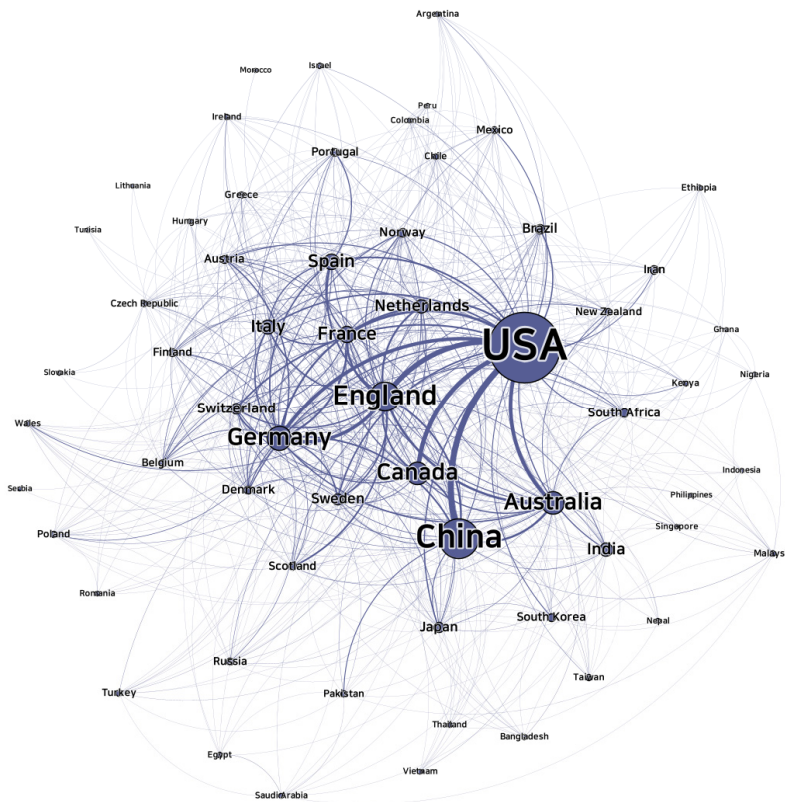 Argentina
Israel
Morocco
Peru
Ireland
Colombia
Mexico
Portugal
Chile
Lithuania
Ethiopia
Greece
Hungary
Tunisia
Norway
Brazil
Austria
Spain
Iran
Czech Republic
Netherlands
New Zealand
Italy
France
Ghana
USA
Finland
Slovakia
Kenya
Nigeria
England
Switzerland
South Africa
Wales
Germany
Belgium
Canada
Indonesia
Serbia
Denmark
Sweden
Australia
Philippines
Singapore
Poland
China
India
Malays
Scotland
Romania
South Korea
Nepal
Japan
Russia
Taiwan
Turkey
Pakistan
Thailand
Bangladesh
Egypt
Vietnam
Saudi Arabia